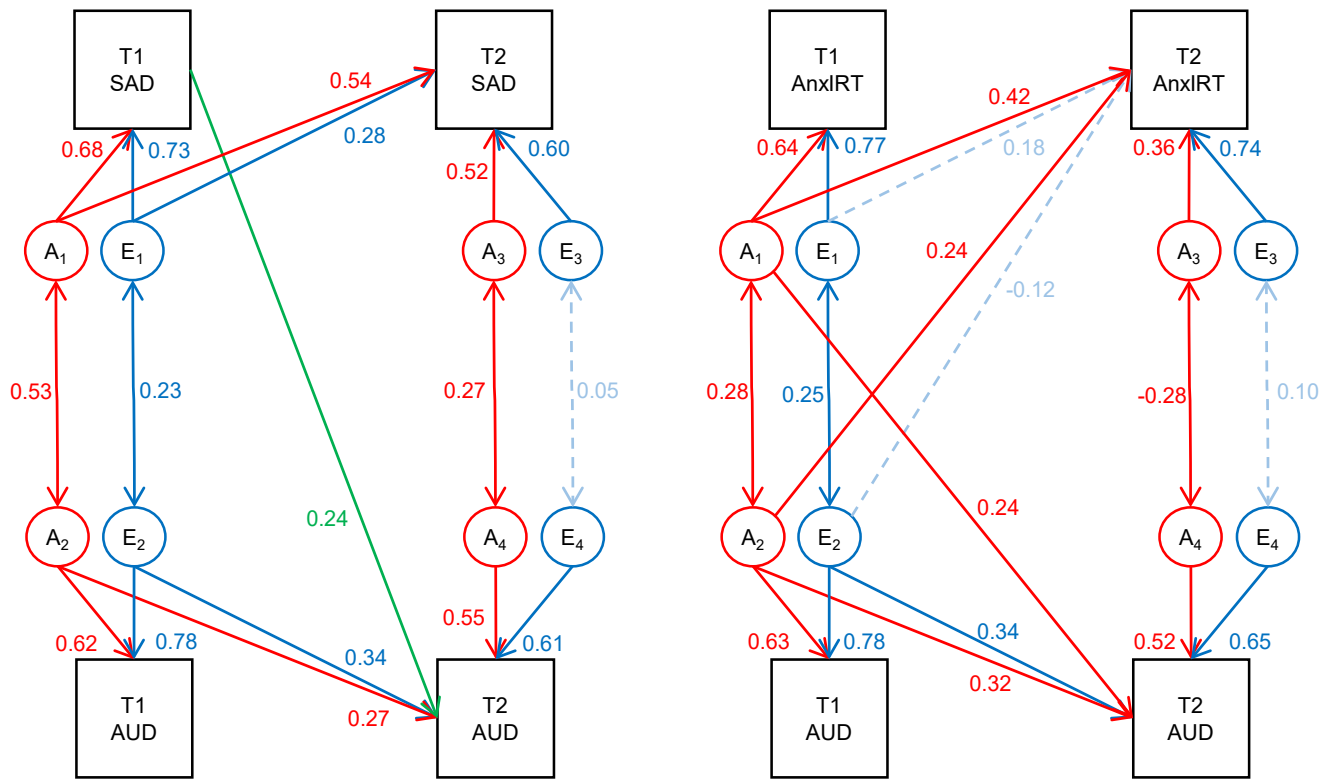 T1
SAD
T2
SAD
0.54
0.28
0.68
0.73
0.52
0.60
A1
E1
A3
E3
0.53
0.23
0.27
0.05
0.24
A2
E2
A4
E4
0.62
0.78
0.34
0.27
0.55
0.61
T1
AUD
T2
AUD
T1
AnxIRT
T2
AnxIRT
0.42
0.18
0.64
0.77
0.36
0.74
A1
E1
A3
E3
0.24
-0.12
0.28
0.25
-0.28
0.10
0.24
A2
E2
A4
E4
0.63
0.78
0.34
0.32
0.52
0.65
T1
AUD
T2
AUD